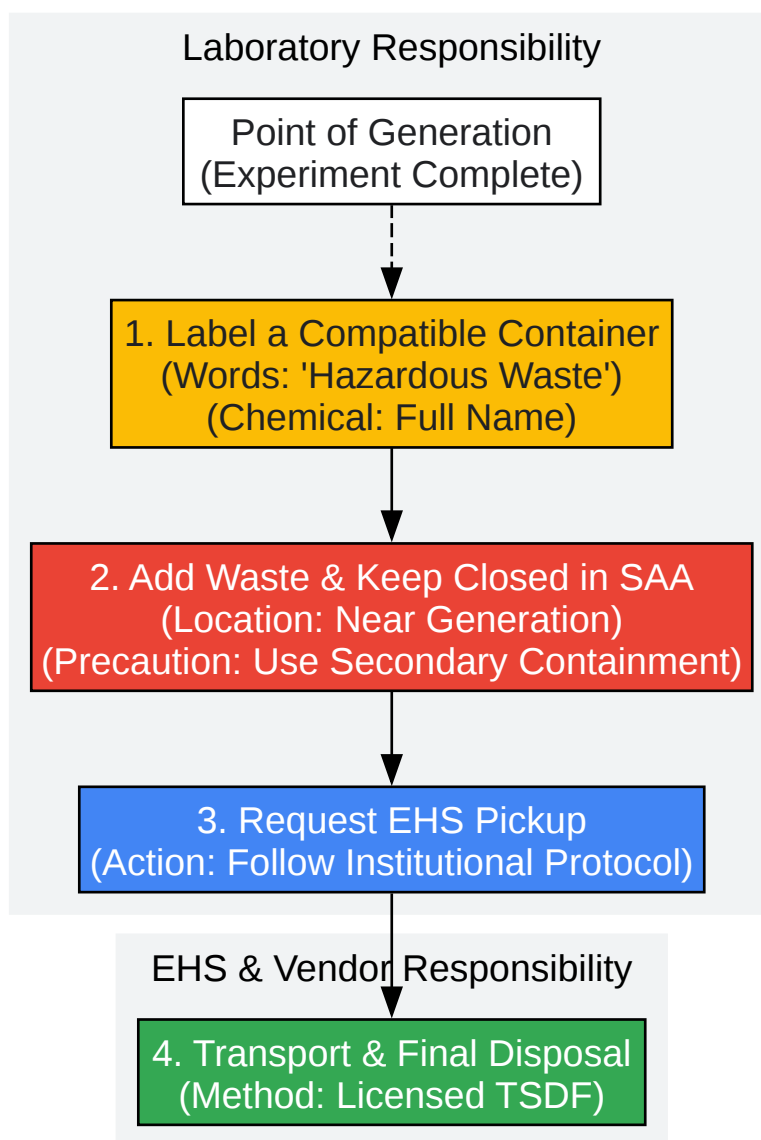 Laboratory Responsibility
Point of Generation
(Experiment Complete)
1. Label a Compatible Container
(Words: 'Hazardous Waste')
(Chemical: Full Name)
2. Add Waste & Keep Closed in SAA
(Location: Near Generation)
(Precaution: Use Secondary Containment)
3. Request EHS Pickup
(Action: Follow Institutional Protocol)
EHS & Vendor Responsibility
4. Transport & Final Disposal
(Method: Licensed TSDF)